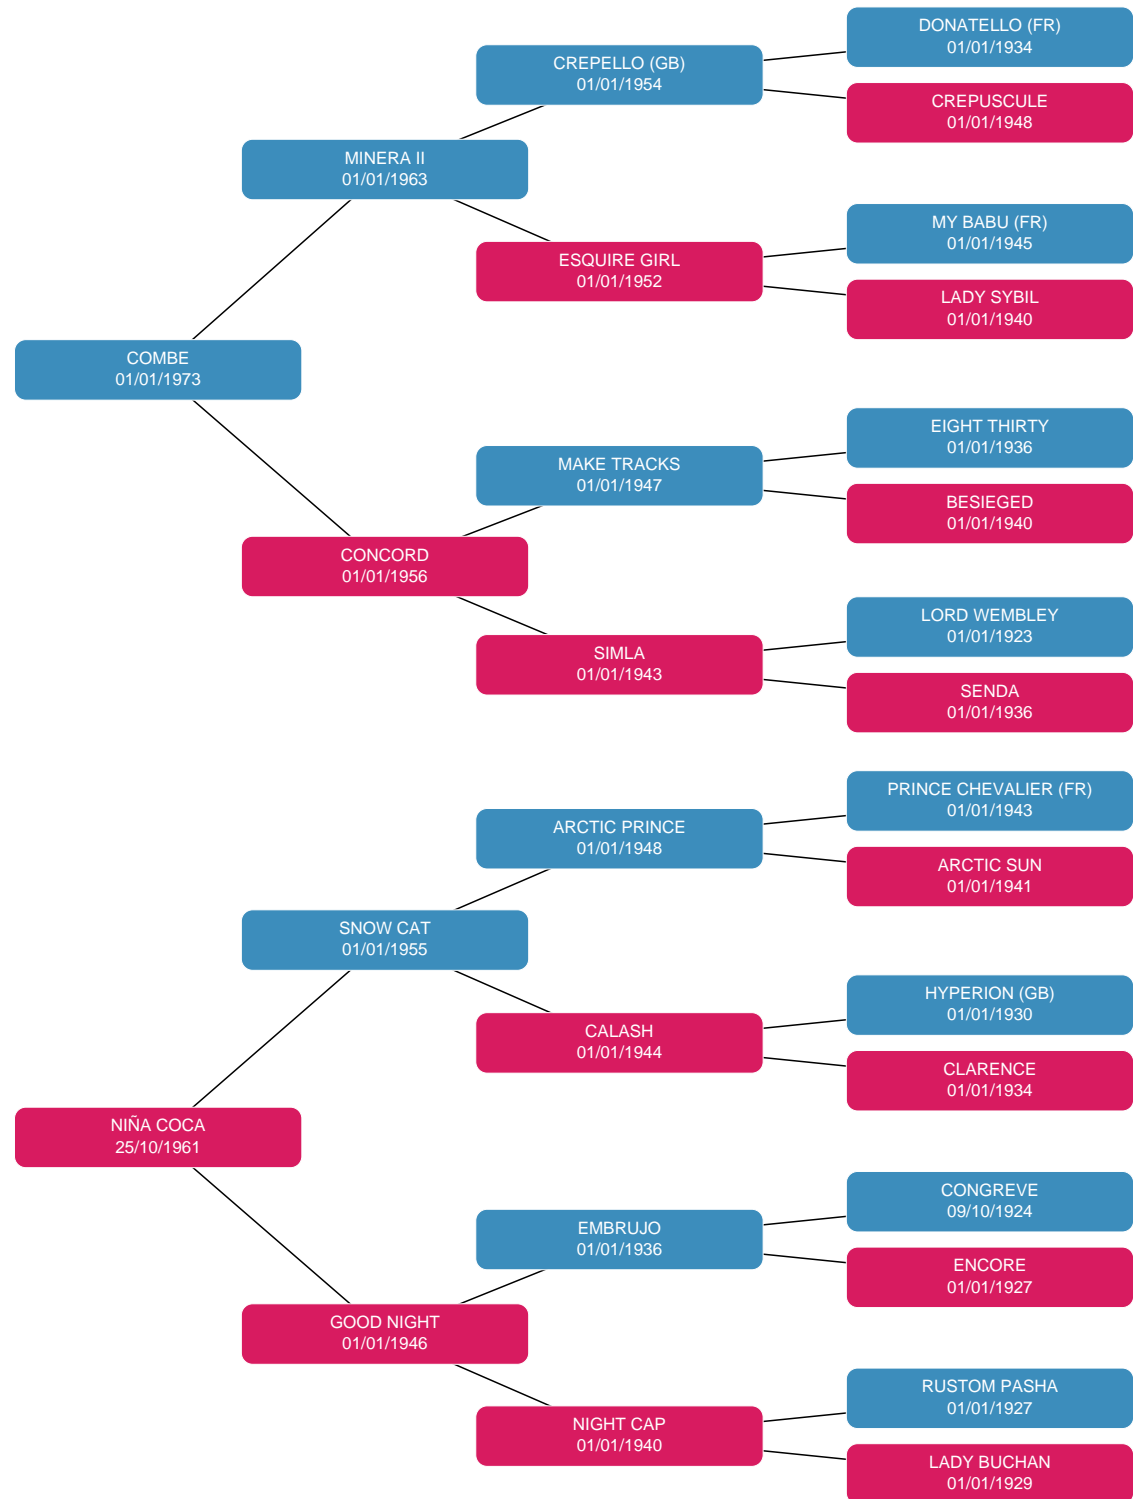 DONATELLO (FR)
01/01/1934
CREPELLO (GB)
01/01/1954
CREPUSCULE
01/01/1948
MINERA II
01/01/1963
MY BABU (FR)
01/01/1945
ESQUIRE GIRL
01/01/1952
LADY SYBIL
01/01/1940
COMBE
01/01/1973
EIGHT THIRTY
01/01/1936
MAKE TRACKS
01/01/1947
BESIEGED
01/01/1940
CONCORD
01/01/1956
LORD WEMBLEY
01/01/1923
SIMLA
01/01/1943
SENDA
01/01/1936
PRINCE CHEVALIER (FR)
01/01/1943
ARCTIC PRINCE
01/01/1948
ARCTIC SUN
01/01/1941
SNOW CAT
01/01/1955
HYPERION (GB)
01/01/1930
CALASH
01/01/1944
CLARENCE
01/01/1934
NIÑA COCA
25/10/1961
CONGREVE
09/10/1924
EMBRUJO
01/01/1936
ENCORE
01/01/1927
GOOD NIGHT
01/01/1946
RUSTOM PASHA
01/01/1927
NIGHT CAP
01/01/1940
LADY BUCHAN
01/01/1929